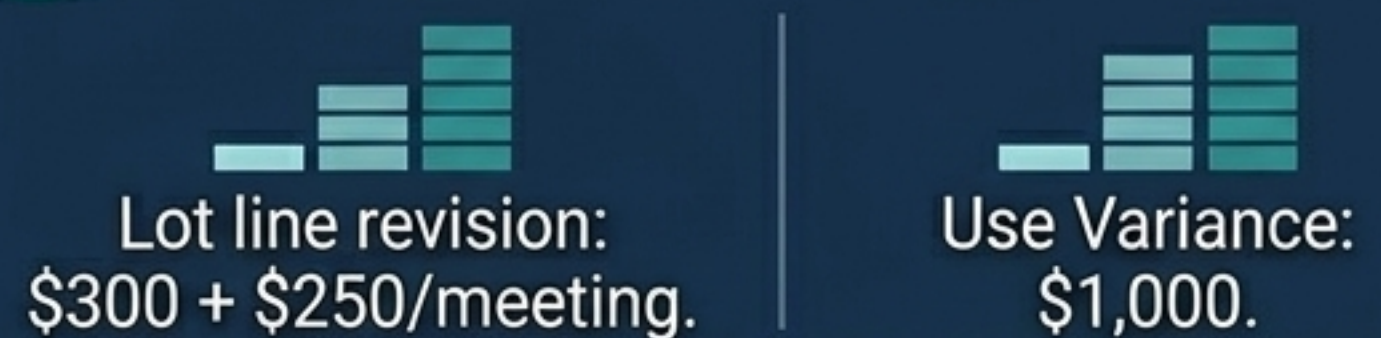 Lot line revision:
$300 + $250/meeting.
Use Variance:
$1,000.